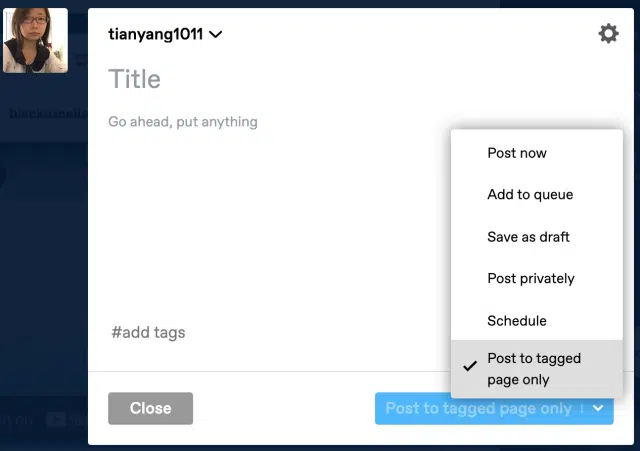 tianyang1011
Title
Go ahead, put anything
Post now
Add to queue
Save as draft
Post privately
Schedule
#add tags
Post to tagged
page only
Close
Post to tagged page only